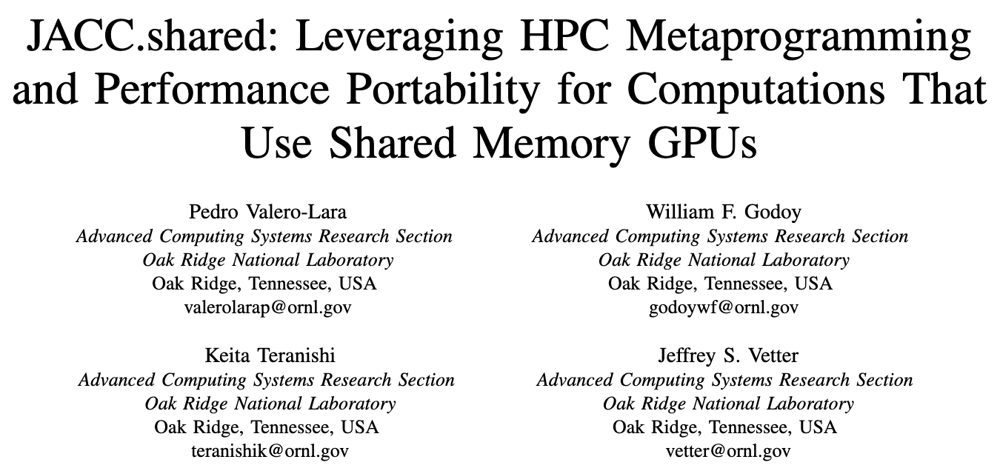 JACC.shared: Leveraging HPC Metaprogramming
and Performance Portability for Computations That
Use Shared Memory GPUs
Pedro Valero-Lara
Advanced Computing Systems Research Section
Oak Ridge National Laboratory
Oak Ridge, Tennessee, USA
valerolarap@ornl.gov
William F. Godoy
Advanced Computing Systems Research Section
Oak Ridge National Laboratory
Oak Ridge, Tennessee, USA
godoywf@ornl.gov
Keita Teranishi
Advanced Computing Systems Research Section
Oak Ridge National Laboratory
Oak Ridge, Tennessee, USA
teranishik@ornl.gov
Jeffrey S. Vetter
Advanced Computing Systems Research Section
Oak Ridge National Laboratory
Oak Ridge, Tennessee, USA
vetter@ornl.gov